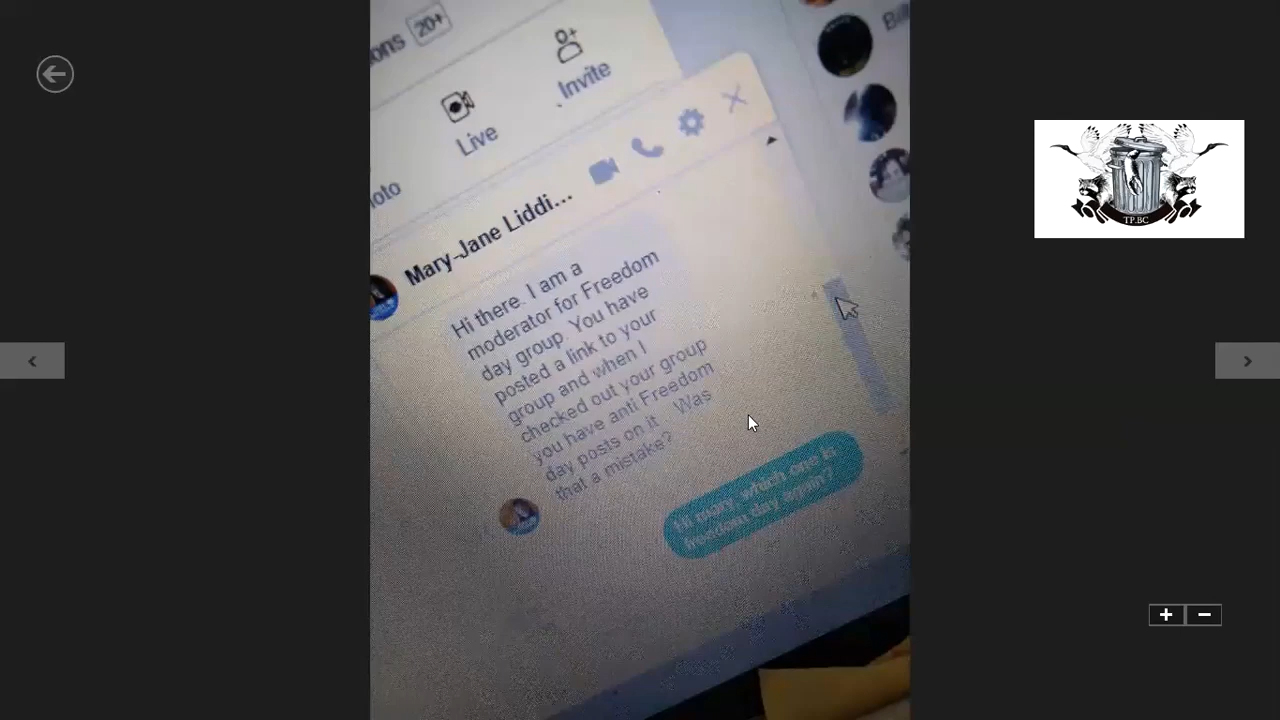 ons 20+
Invite
Live
oto
Mary-Jane Liddi...
Hi there. I am a
moderator for Freedom
day group. You have
posted a link to your
group and when I
checked out your group
you have anti Freedom
day posts on it. Was
that a mistake?
Hi mary, which one is
freedom day again?
TP.BC